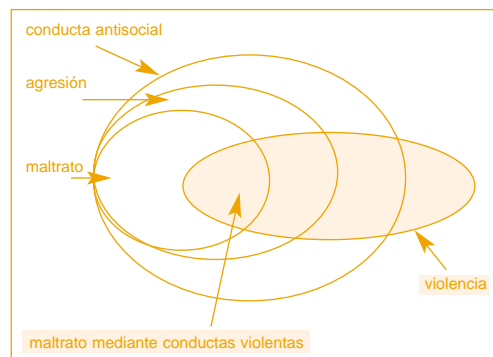 conducta antisocial
agresión
maltrato
violencia
maltrato mediante conductas violentas